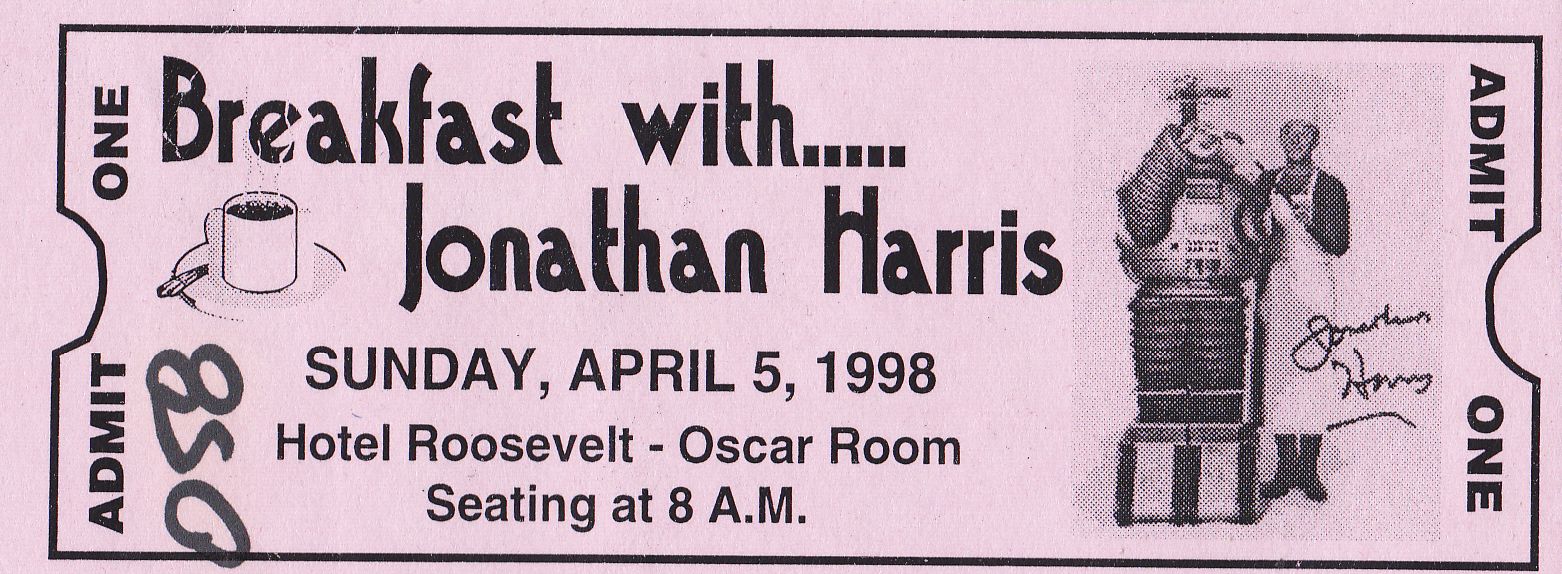 ADMIT ONE
Breakfast with.....
Jonathan Harris
SUNDAY, APRIL 5, 1998
Hotel Roosevelt - Oscar Room
Seating at 8 A.M.
850
Jonathan
Harris
ADMIT ONE